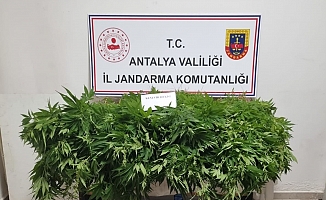 T.C.
ANTALYA VALİLİĞİ
İL JANDARMA KOMUTANLIĞI